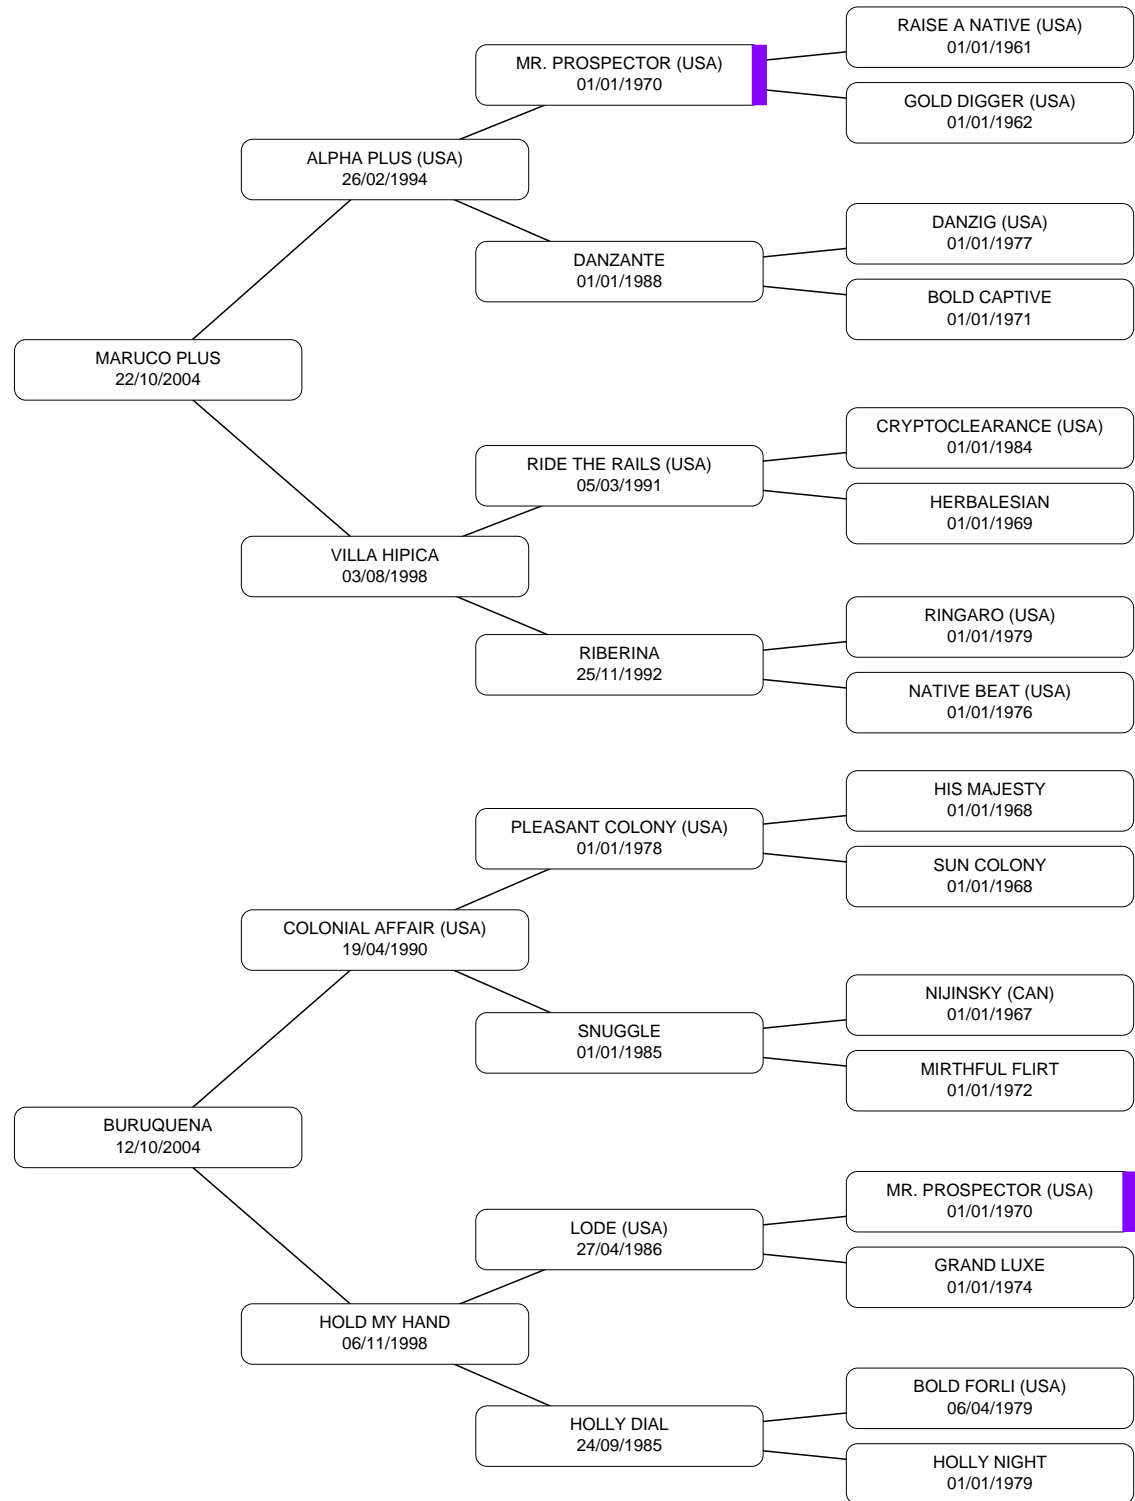 RAISE A NATIVE (USA)
01/01/1961
MR. PROSPECTOR (USA)
01/01/1970
GOLD DIGGER (USA)
01/01/1962
ALPHA PLUS (USA)
26/02/1994
DANZIG (USA)
01/01/1977
DANZANTE
01/01/1988
BOLD CAPTIVE
01/01/1971
MARUCO PLUS
22/10/2004
CRYPTOCLEARANCE (USA)
01/01/1984
RIDE THE RAILS (USA)
05/03/1991
HERBALESIAN
01/01/1969
VILLA HIPICA
03/08/1998
RINGARO (USA)
01/01/1979
RIBERINA
25/11/1992
NATIVE BEAT (USA)
01/01/1976
HIS MAJESTY
01/01/1968
PLEASANT COLONY (USA)
01/01/1978
SUN COLONY
01/01/1968
COLONIAL AFFAIR (USA)
19/04/1990
NIJINSKY (CAN)
01/01/1967
SNUGGLE
01/01/1985
MIRTHFUL FLIRT
01/01/1972
BURUQUENA
12/10/2004
MR. PROSPECTOR (USA)
01/01/1970
LODE (USA)
27/04/1986
GRAND LUXE
01/01/1974
HOLD MY HAND
06/11/1998
BOLD FORLI (USA)
06/04/1979
HOLLY DIAL
24/09/1985
HOLLY NIGHT
01/01/1979